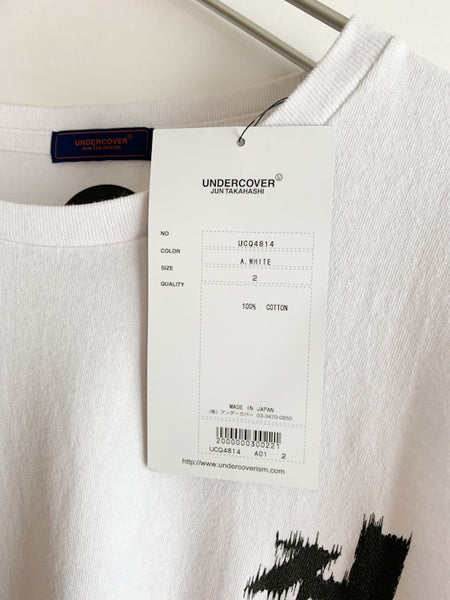 UNDERCOVER
JUN TAKAHASHI
UNDERCOVER
JUN TAKAHASHI
NO UCQ4814
COLOR A.WHITE
SIZE 2
QUALITY
100% COTTON
MADE IN JAPAN
(株) アンダーカバー 03-3470-0850
2000000300221
UCQ4814 A01 2
http://www.undercoverism.com